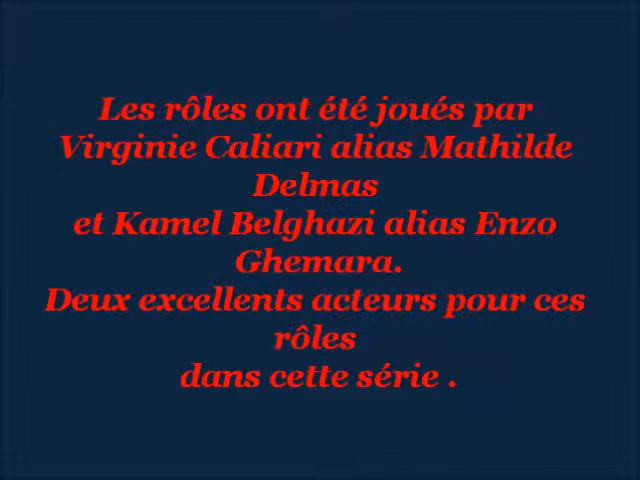 Les rôles ont été joués par
Virginie Caliari alias Mathilde
Delmas
et Kamel Belghazi alias Enzo
Ghemara.
Deux excellents acteurs pour ces
rôles
dans cette série .